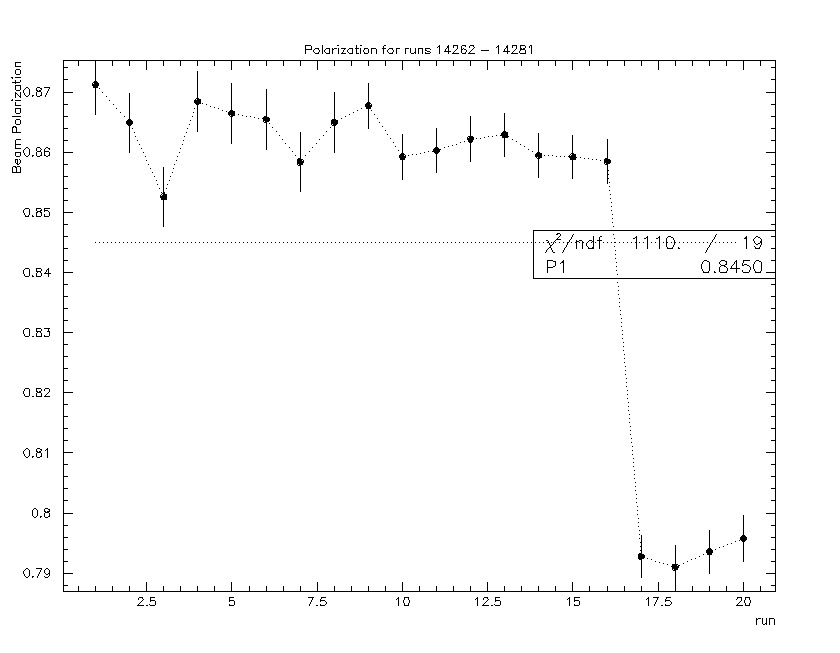 Polarization for runs 14262 – 14281
Beam Polarization
0.87
0.86
0.85
0.84
0.83
0.82
0.81
0.8
0.79
χ²/ndf 1110. / 19
P1 0.8450
2.5 5 7.5 10 12.5 15 17.5 20
run